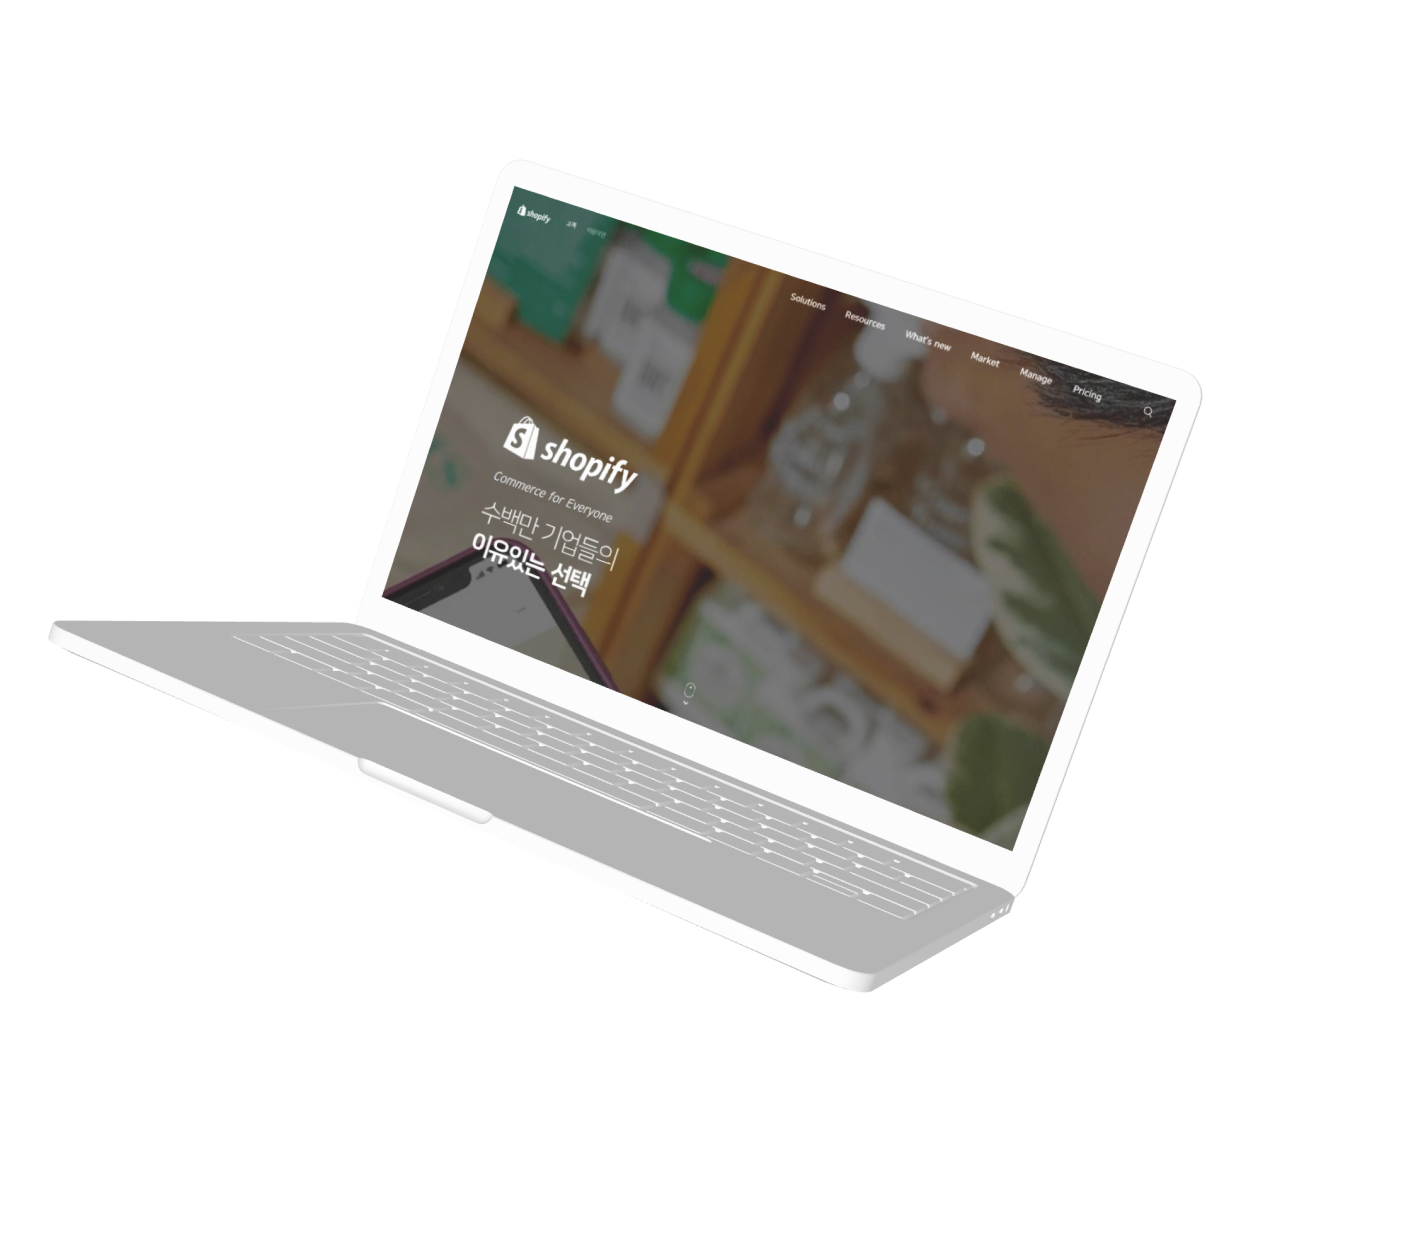 shopify
고객
Solutions
Resources
What's new
Market
Manage
Pricing
shopify
Commerce for Everyone
수백만 기업들의
이유있는 선택